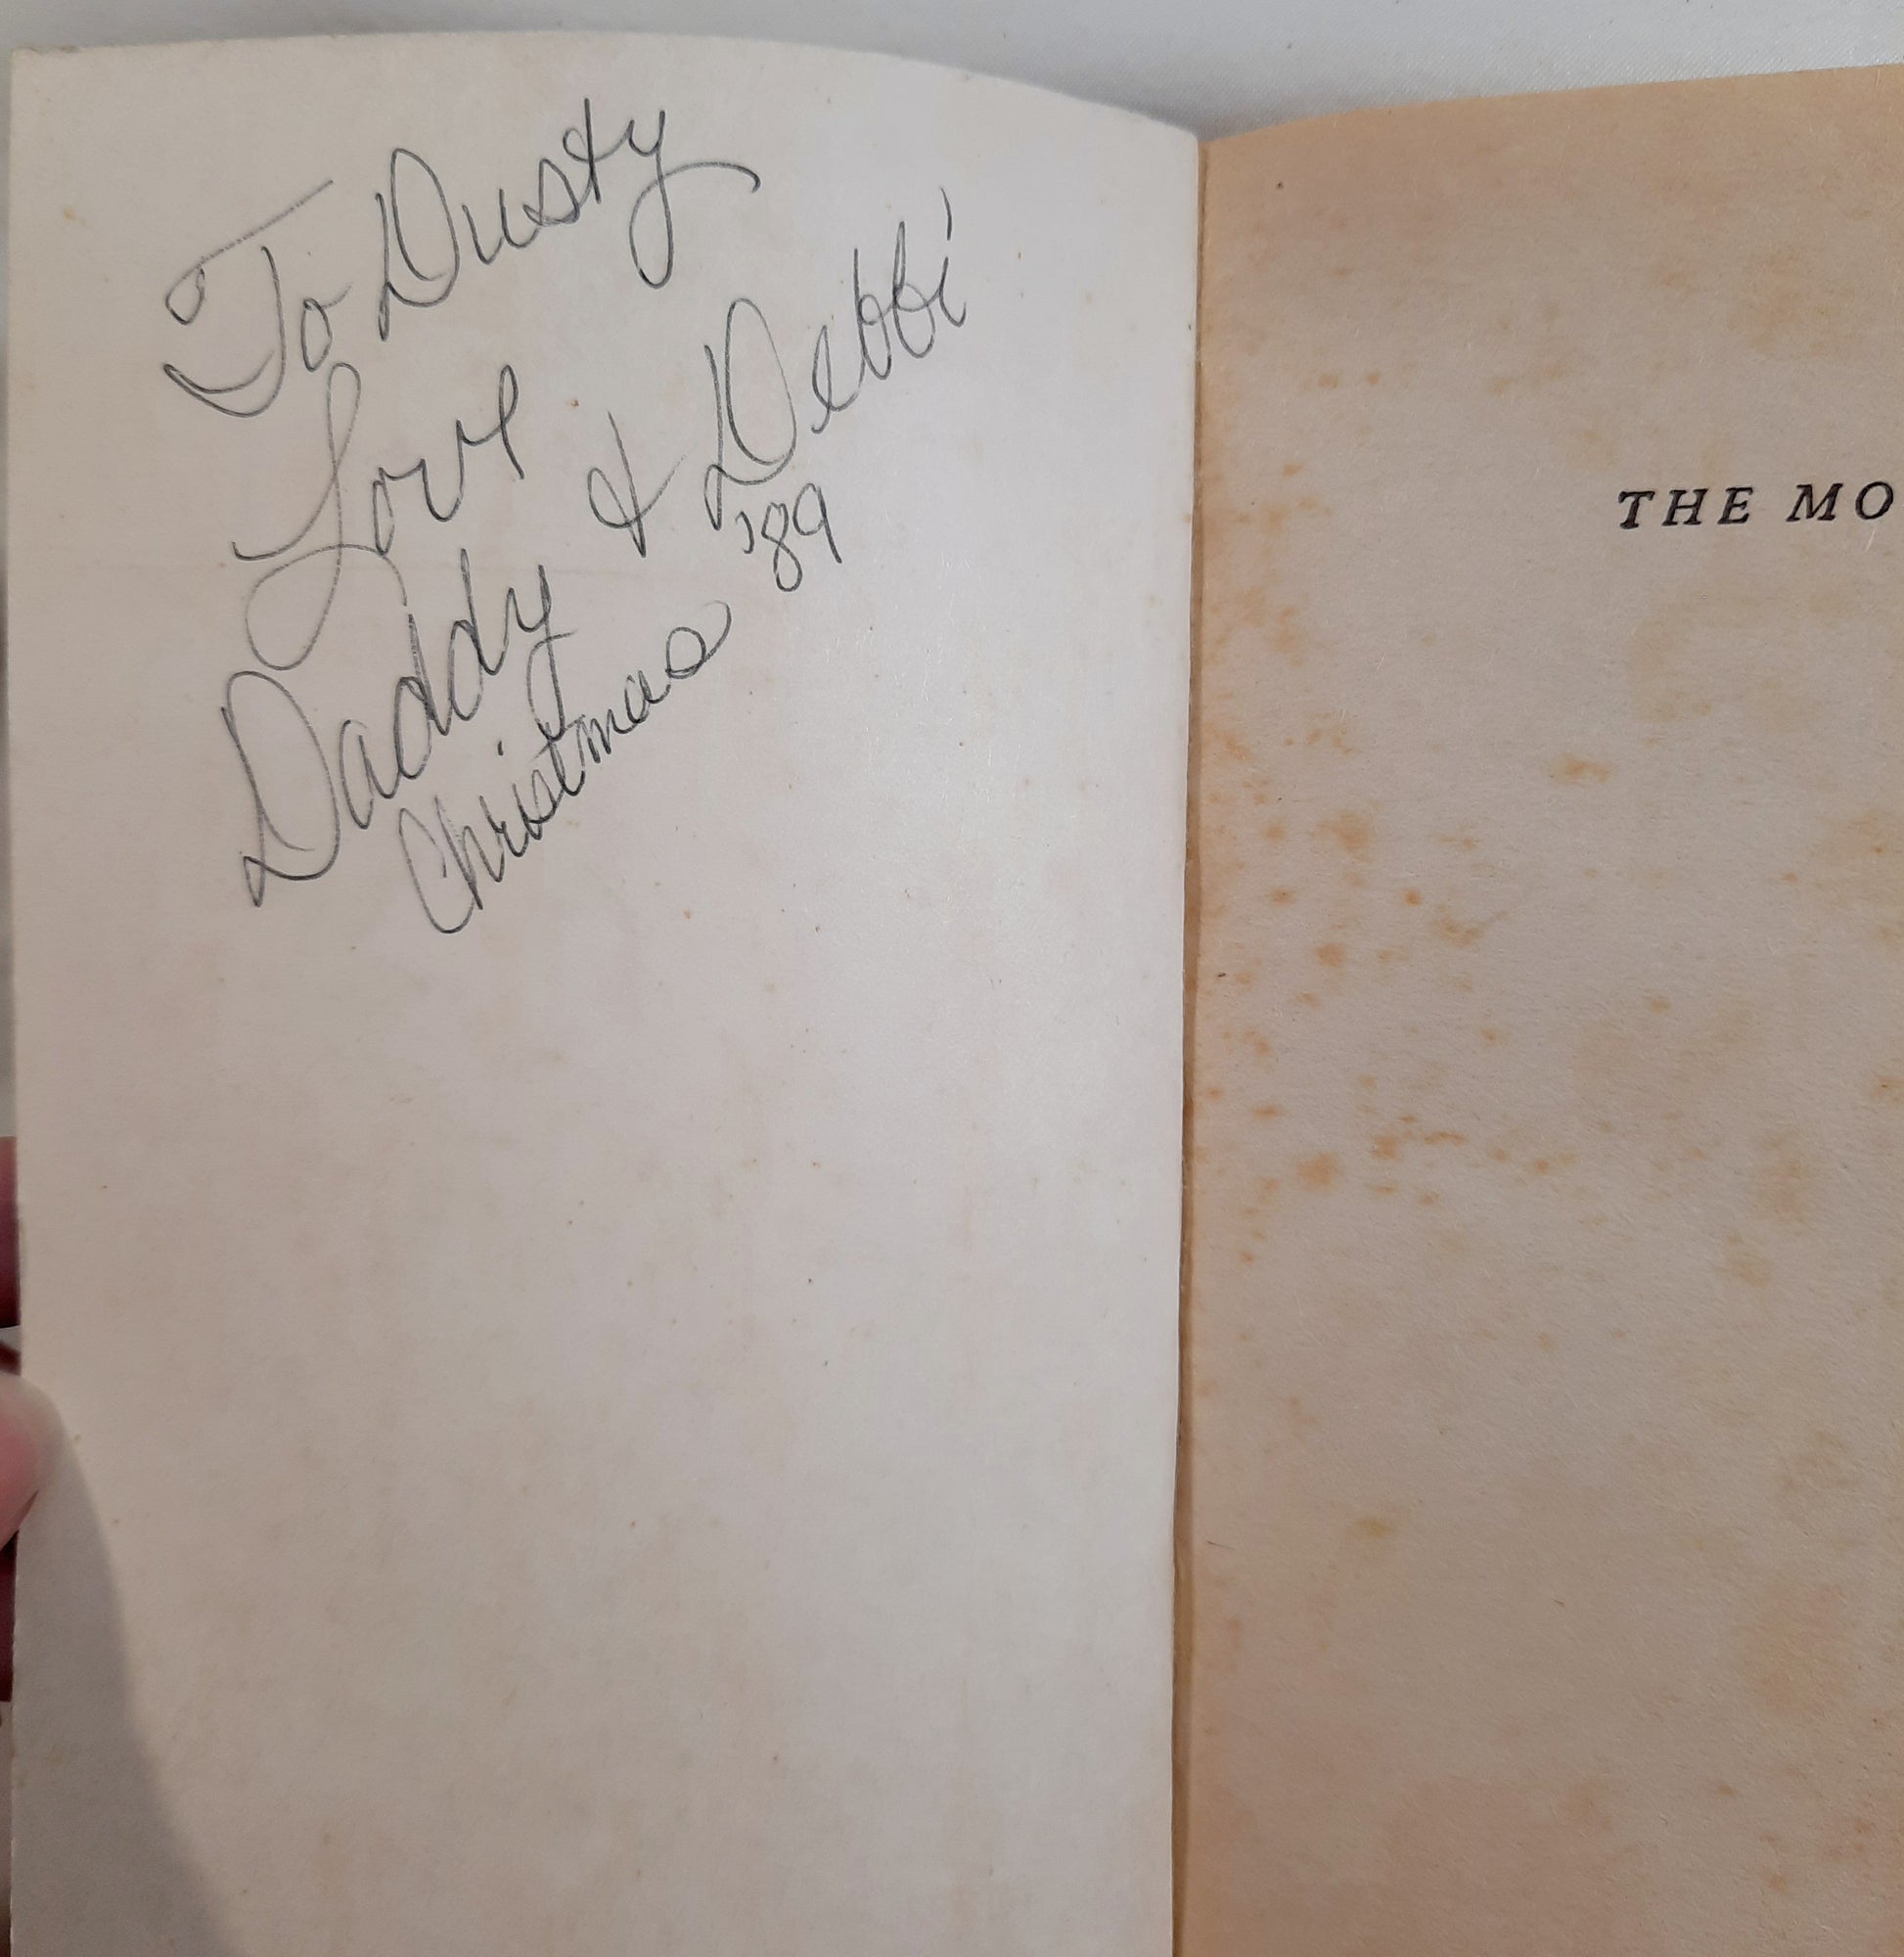 To Dusty
Love
Daddy & Debbi
Christmas '89
THE MO